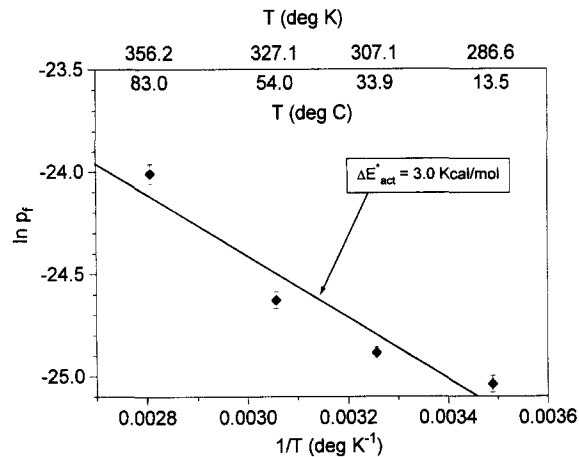 T (deg K)
356.2 327.1 307.1 286.6
83.0 54.0 33.9 13.5
T (deg C)
-23.5
-24.0
-24.5
-25.0
ln p_f
ΔE*_act = 3.0 Kcal/mol
0.0028 0.0030 0.0032 0.0034 0.0036
1/T (deg K⁻¹)